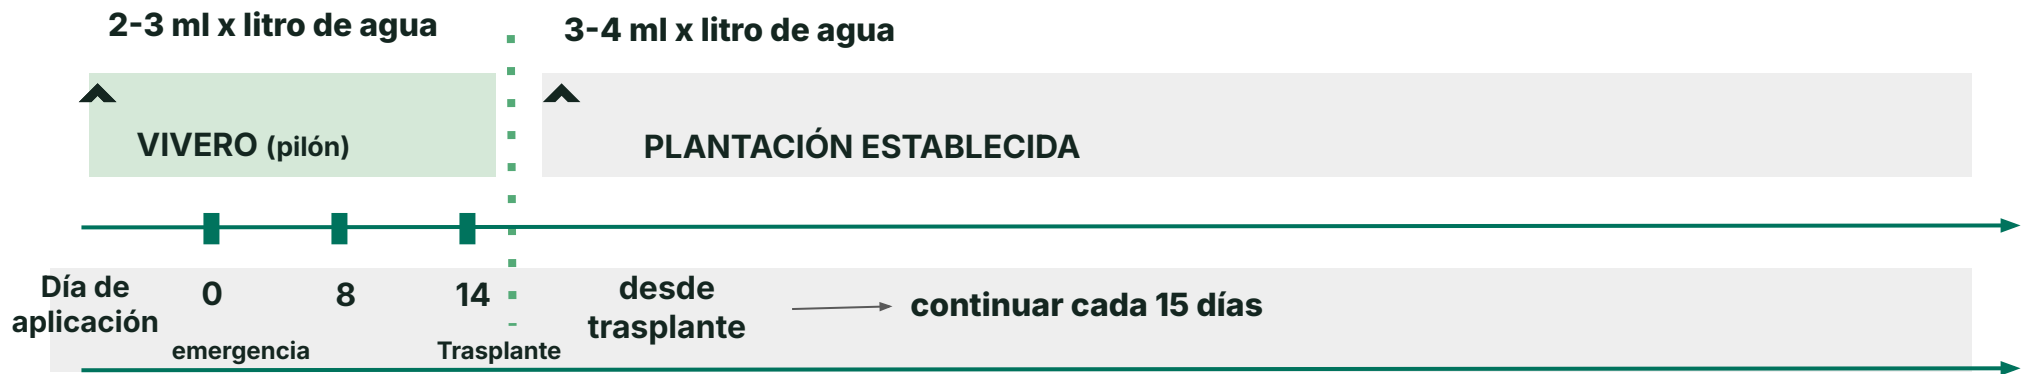 2-3 ml x litro de agua
3-4 ml x litro de agua
VIVERO (pilón)
PLANTACIÓN ESTABLECIDA
Día de
aplicación
0
8
14
desde
trasplante
continuar cada 15 días
emergencia
Trasplante